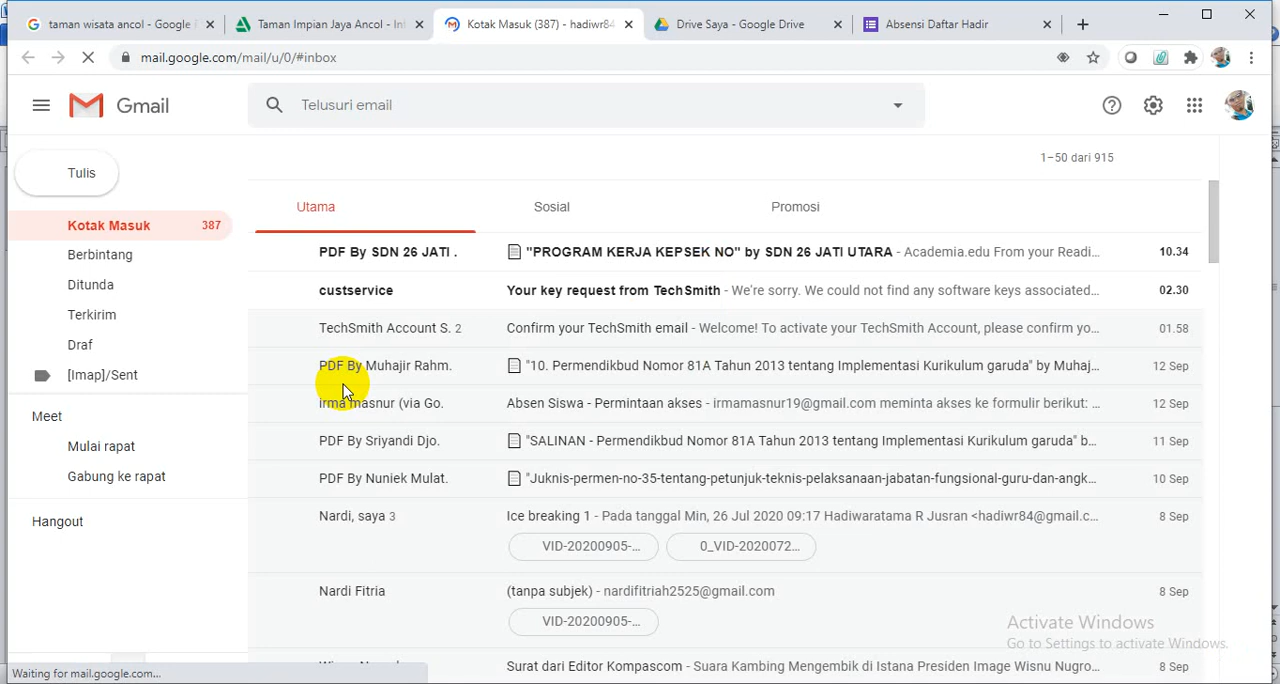 taman wisata ancol - Google
Taman Impian Jaya Ancol - In
Kotak Masuk (387) - hadiwr84
Drive Saya - Google Drive
Absensi Daftar Hadir
mail.google.com/mail/u/0/#inbox
Gmail
Telusuri email
Tulis
1–50 dari 915
Utama
Sosial
Promosi
Kotak Masuk 387
Berbintang
Ditunda
Terkirim
Draf
[Imap]/Sent
Meet
Mulai rapat
Gabung ke rapat
Hangout
PDF By SDN 26 JATI . "PROGRAM KERJA KEPSEK NO" by SDN 26 JATI UTARA - Academia.edu From your Readi... 10.34
custservice Your key request from TechSmith - We're sorry. We could not find any software keys associated... 02.30
TechSmith Account S. 2 Confirm your TechSmith email - Welcome! To activate your TechSmith Account, please confirm yo... 01.58
PDF By Muhajir Rahm. "10. Permendikbud Nomor 81A Tahun 2013 tentang Implementasi Kurikulum garuda" by Muhaj... 12 Sep
irma masnur (via Go. Absen Siswa - Permintaan akses - irmamasnur19@gmail.com meminta akses ke formulir berikut: ... 12 Sep
PDF By Sriyandi Djo. "SALINAN - Permendikbud Nomor 81A Tahun 2013 tentang Implementasi Kurikulum garuda" b... 11 Sep
PDF By Nuniek Mulat. "Juknis-permen-no-35-tentang-petunjuk-teknis-pelaksanaan-jabatan-fungsional-guru-dan-angk... 10 Sep
Nardi, saya 3 Ice breaking 1 - Pada tanggal Min, 26 Jul 2020 09:17 Hadiwaratama R Jusran <hadiwr84@gmail.c... 8 Sep
VID-20200905-... 0_VID-2020072...
Nardi Fitria (tanpa subjek) - nardifitriah2525@gmail.com 8 Sep
VID-20200905-...
Surat dari Editor Kompascom - Suara Kambing Mengembik di Istana Presiden Image Wisnu Nugro... 8 Sep
Activate Windows
Go to Settings to activate Windows.
Waiting for mail.google.com...